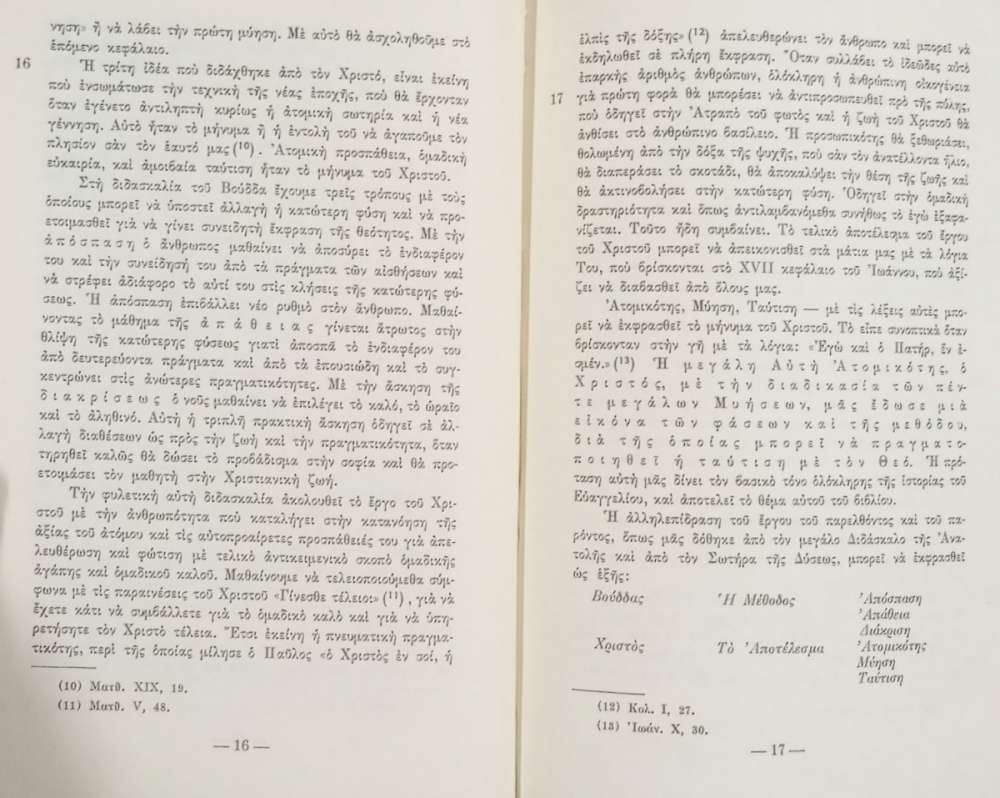 νηση» ἢ νὰ λάβει τὴν πρώτη μύηση. Μὲ αὐτὸ θὰ ἀσχοληθοῦμε στὸ
ἑπόμενο κεφάλαιο.
16
Ἡ τρίτη ἰδέα ποὺ διδάχθηκε ἀπὸ τὸν Χριστό, εἶναι ἐκείνη
ποὺ ἐνσωμάτωσε τὴν τεχνικὴ τῆς νέας ἐποχῆς, ποὺ θὰ ἐρχονταν
ὅταν ἐγένετο ἀντιληπτὴ κυρίως ἡ ἀτομικὴ σωτηρία καὶ ἡ νέα
γέννηση. Αὐτὸ ἦταν τὸ μήνυμα ἢ ἡ ἐντολὴ τοῦ νὰ ἀγαποῦμε τὸν
πλησίον σὰν τὸν ἑαυτό μας(10). Ἀτομικὴ προσπάθεια, ὁμαδικὴ
εὐκαιρία, καὶ ἀμοιβαία ταύτιση ἦταν τὸ μήνυμα τοῦ Χριστοῦ.
Στὴ διδασκαλία τοῦ Βούδδα ἔχουμε τρεῖς τρόπους μὲ τοὺς
ὁποίους μπορεῖ νὰ ὑποστεῖ ἀλλαγὴ ἡ κατώτερη φύση καὶ νὰ προ-
ετοιμασθεῖ γιὰ νὰ γίνει συνειδητὴ ἔκφραση τῆς θεότητος. Μὲ τὴν
ἀπόσπαση ὁ ἄνθρωπος μαθαίνει νὰ ἀποσύρει τὸ ἐνδιαφέρον
του καὶ τὴν συνείδησή του ἀπὸ τὰ πράγματα τῶν αἰσθήσεων καὶ
νὰ στρέφει ἀδιάφορο τὸ αὐτί του στὶς κλήσεις τῆς κατώτερης φύ-
σεως. Ἡ ἀπόσπαση ἐπιβάλλει νέο ρυθμὸ στὸν ἄνθρωπο. Μαθαί-
νοντας τὸ μάθημα τῆς ἀπάθειας γίνεται ἄτρωτος στὴν
θλίψη τῆς κατώτερης φύσεως γιατὶ ἀποσπᾶ τὸ ἐνδιαφέρον του
ἀπὸ δευτερεύοντα πράγματα καὶ ἀπὸ τὰ ἐπουσιώδη καὶ τὸ συγ-
κεντρώνει στὶς ἀνώτερες πραγματικότητες. Μὲ τὴν ἄσκηση τῆς
διακρίσεως ὁ νοῦς μαθαίνει νὰ ἐπιλέγει τὸ καλό, τὸ ὡραῖο
καὶ τὸ ἀληθινό. Αὐτὴ ἡ τριπλῆ πρακτικὴ ἄσκηση ὁδηγεῖ σὲ ἀλ-
λαγὴ διαθέσεων ὡς πρὸς τὴν ζωὴ καὶ τὴν πραγματικότητα, ὅταν
τηρηθεῖ καλῶς θὰ δώσει τὸ προβάδισμα στὴν σοφία καὶ θὰ προ-
ετοιμάσει τὸν μαθητὴ στὴν Χριστιανικὴ ζωή.
Τὴν φυλετικὴ αὐτὴ διδασκαλία ἀκολουθεῖ τὸ ἔργο τοῦ Χρι-
στοῦ μὲ τὴν ἀνθρωπότητα ποὺ καταλήγει στὴν κατανόηση τῆς
ἀξίας τοῦ ἀτόμου καὶ τὶς αὐτοπροαίρετες προσπάθειές του γιὰ ἀπε-
λευθέρωση καὶ φώτιση μὲ τελικὸ ἀντικειμενικὸ σκοπὸ ὁμαδικῆς
ἀγάπης καὶ ὁμαδικοῦ καλοῦ. Μαθαίνουμε νὰ τελειοποιούμεθα σύμ-
φωνα μὲ τὶς παραινέσεις τοῦ Χριστοῦ «Γίνεσθε τέλειοι»(11), γιὰ νὰ
ἔχετε κάτι νὰ συμβάλλετε γιὰ τὸ ὁμαδικὸ καλὸ καὶ γιὰ νὰ ὑπη-
ρετήσητε τὸν Χριστὸ τέλεια. Ἔτσι ἐκείνη ἡ πνευματικὴ πραγμα-
τικότης, περὶ τῆς ὁποίας μίλησε ὁ Παῦλος «ὁ Χριστὸς ἐν σοί, ἡ
(10) Ματθ. XIX, 19.
(11) Ματθ. V, 48.
— 16 —
ἐλπὶς τῆς δόξης» (12) ἀπελευθερώνει τὸν ἄνθρωπο καὶ μπορεῖ νὰ
ἐκδηλωθεῖ σὲ πλήρη ἔκφραση. Ὅταν συλλάβει τὸ ἰδεῶδες αὐτὸ
ἐπαρκὴς ἀριθμὸς ἀνθρώπων, ὁλόκληρη ἡ ἀνθρώπινη οἰκογένεια
17
γιὰ πρώτη φορὰ θὰ μπορέσει νὰ ἀντιπροσωπευθεῖ πρὸ τῆς πύλης,
ποὺ ὁδηγεῖ στὴν Ἀτραπὸ τοῦ φωτὸς καὶ ἡ ζωὴ τοῦ Χριστοῦ θὰ
ἀνθίσει στὸ ἀνθρώπινο βασίλειο. Ἡ προσωπικότης θὰ ξεθωριάσει,
θολωμένη ἀπὸ τὴν δόξα τῆς ψυχῆς, ποὺ σὰν τὸν ἀνατέλλοντα ἥλιο,
θὰ διαπεράσει τὸ σκοτάδι, θὰ ἀποκαλύψει τὴν θέση τῆς ζωῆς καὶ
θὰ ἀκτινοβολήσει στὴν κατώτερη φύση. Ὁδηγεῖ στὴν ὁμαδικὴ
δραστηριότητα καὶ ὅπως ἀντιλαμβανόμεθα συνήθως τὸ ἐγὼ ἐξαφα-
νίζεται. Τοῦτο ἤδη συμβαίνει. Τὸ τελικὸ ἀποτέλεσμα τοῦ ἔργου
τοῦ Χριστοῦ μπορεῖ νὰ ἀπεικονισθεῖ στὰ μάτια μας μὲ τὰ λόγια
Του, ποὺ βρίσκονται στὸ XVII κεφάλαιο τοῦ Ἰωάννου, ποὺ ἀξί-
ζει νὰ διαβασθεῖ ἀπὸ ὅλους μας.
Ἀτομικότης, Μύηση, Ταύτιση — μὲ τὶς λέξεις αὐτὲς μπο-
ρεῖ νὰ ἐκφρασθεῖ τὸ μήνυμα τοῦ Χριστοῦ. Τὸ εἶπε συνοπτικὰ ὅταν
βρίσκονταν στὴν γῆ μὲ τὰ λόγια: «Ἐγὼ καὶ ὁ Πατήρ, ἕν ἐ-
σμέν.»(13) Ἡ μεγάλη Αὐτὴ Ἀτομικότης, ὁ
Χριστός, μὲ τὴν διαδικασία τῶν πέν-
τε μεγάλων Μυήσεων, μᾶς ἔδωσε μιὰ
εἰκόνα τῶν φάσεων καὶ τῆς μεθόδου,
διὰ τῆς ὁποίας μπορεῖ νὰ πραγματο-
ποιηθεῖ ἡ ταύτιση μὲ τὸν Θεό. Ἡ πρό-
ταση αὐτὴ μᾶς δίνει τὸν βασικὸ τόνο ὁλόκληρης τῆς ἱστορίας τοῦ
Εὐαγγελίου, καὶ ἀποτελεῖ τὸ θέμα αὐτοῦ τοῦ βιβλίου.
Ἡ ἀλληλεπίδραση τοῦ ἔργου τοῦ παρελθόντος καὶ τοῦ πα-
ρόντος, ὅπως μᾶς δόθηκε ἀπὸ τὸν μεγάλο Διδάσκαλο τῆς Ἀνα-
τολῆς καὶ ἀπὸ τὸν Σωτήρα τῆς Δύσεως, μπορεῖ νὰ ἐκφρασθεῖ
ὡς ἑξῆς:
Βούδδας Ἡ Μέθοδος Ἀπόσπαση
Ἀπάθεια
Διάκριση
Χριστὸς Τὸ Ἀποτέλεσμα Ἀτομικότης
Μύηση
Ταύτιση
(12) Κολ. I, 27.
(13) Ἰωάν. X, 30.
— 17 —